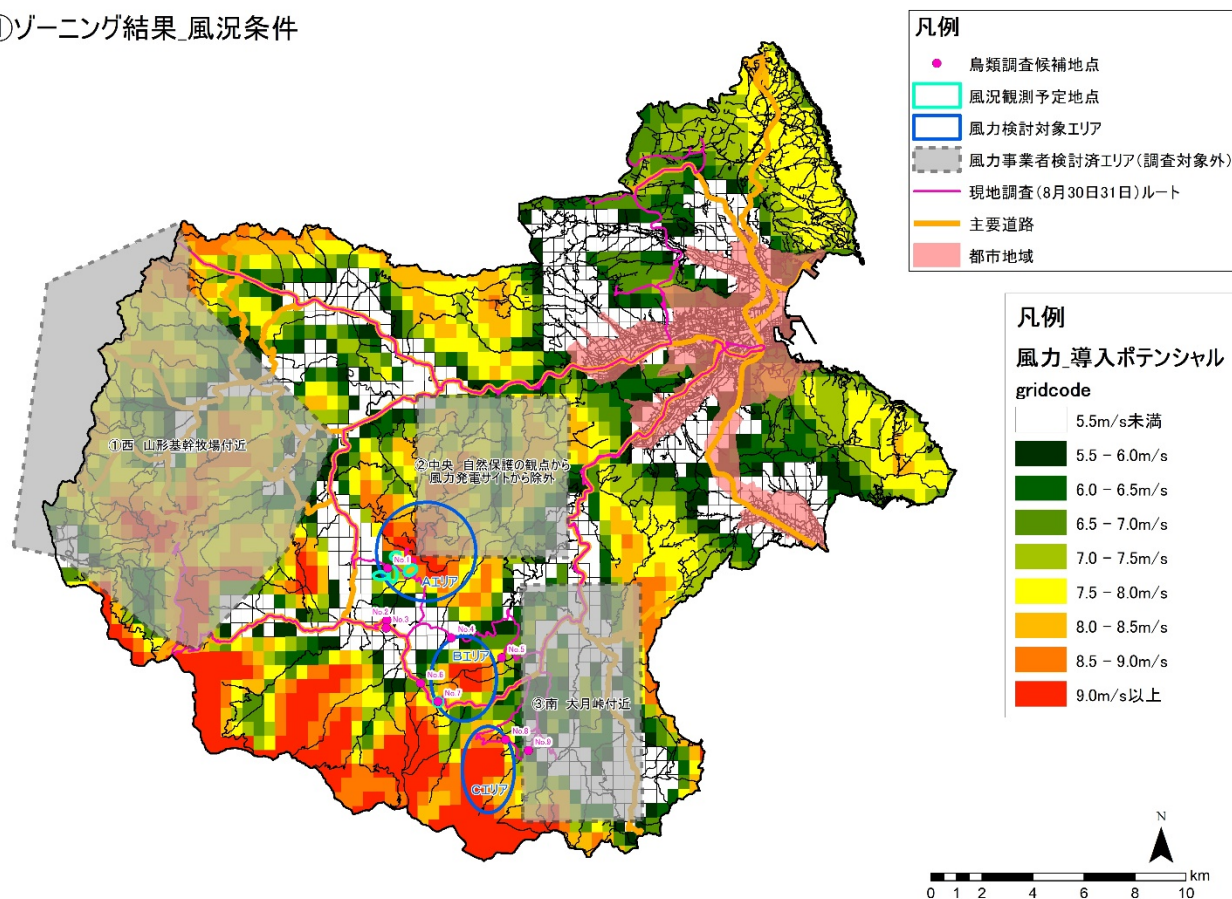 ①ゾーニング結果_風況条件
凡例
鳥類調査候補地点
風況観測予定地点
風力検討対象エリア
風力事業者検討済エリア(調査対象外)
現地調査(8月30日31日)ルート
主要道路
都市地域
凡例
風力_導入ポテンシャル
gridcode
5.5m/s未満
5.5 - 6.0m/s
6.0 - 6.5m/s
6.5 - 7.0m/s
7.0 - 7.5m/s
7.5 - 8.0m/s
8.0 - 8.5m/s
8.5 - 9.0m/s
9.0m/s以上
①西 山形基幹牧場付近
②中央 自然保護の観点から
風力発電サイトから除外
No.1
Aエリア
No.2
No.3
No.4
Bエリア
No.5
No.6
No.7
③南 大月峠付近
No.8
No.9
Cエリア
N
km
0 1 2 4 6 8 10